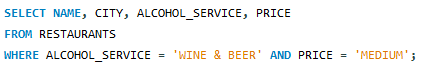 SELECT NAME, CITY, ALCOHOL_SERVICE, PRICE
FROM RESTAURANTS
WHERE ALCOHOL_SERVICE = 'WINE & BEER' AND PRICE = 'MEDIUM';